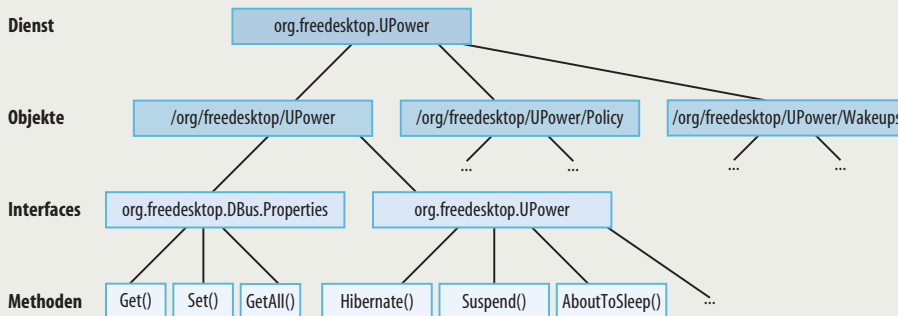 Dienst org.freedesktop.UPower
Objekte /org/freedesktop/UPower /org/freedesktop/UPower/Policy /org/freedesktop/UPower/Wakeups
... ... ... ...
Interfaces org.freedesktop.DBus.Properties org.freedesktop.UPower
Methoden Get() Set() GetAll() Hibernate() Suspend() AboutToSleep() ...